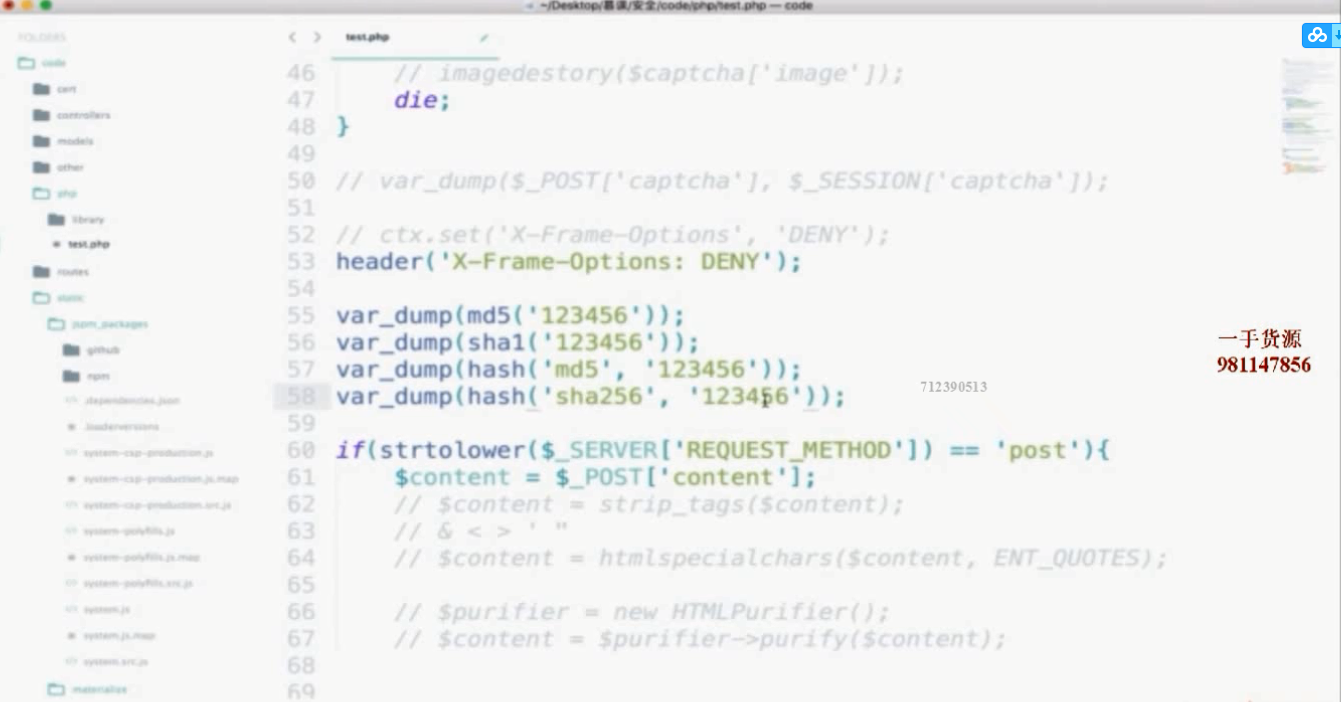 ~/Desktop/慕课/安全/code/php/test.php — code
FOLDERS
code
cert
controllers
models
other
php
library
test.php
routes
static
jspm_packages
github
npm
.dependencies.json
.loaderversions
system-csp-production.js
system-csp-production.js.map
system-csp-production.src.js
system-polyfills.js
system-polyfills.js.map
system-polyfills.src.js
system.js
system.js.map
system.src.js
materialize
test.php
46 // imagedestory($captcha['image']);
47 die;
48 }
49
50 // var_dump($_POST['captcha'], $_SESSION['captcha']);
51
52 // ctx.set('X-Frame-Options', 'DENY');
53 header('X-Frame-Options: DENY');
54
55 var_dump(md5('123456'));
56 var_dump(sha1('123456'));
57 var_dump(hash('md5', '123456'));
58 var_dump(hash('sha256', '123456'));
59
60 if(strtolower($_SERVER['REQUEST_METHOD']) == 'post'){
61 $content = $_POST['content'];
62 // $content = strip_tags($content);
63 // & < > ' "
64 // $content = htmlspecialchars($content, ENT_QUOTES);
65
66 // $purifier = new HTMLPurifier();
67 // $content = $purifier->purify($content);
68
69
712390513
一手货源
981147856